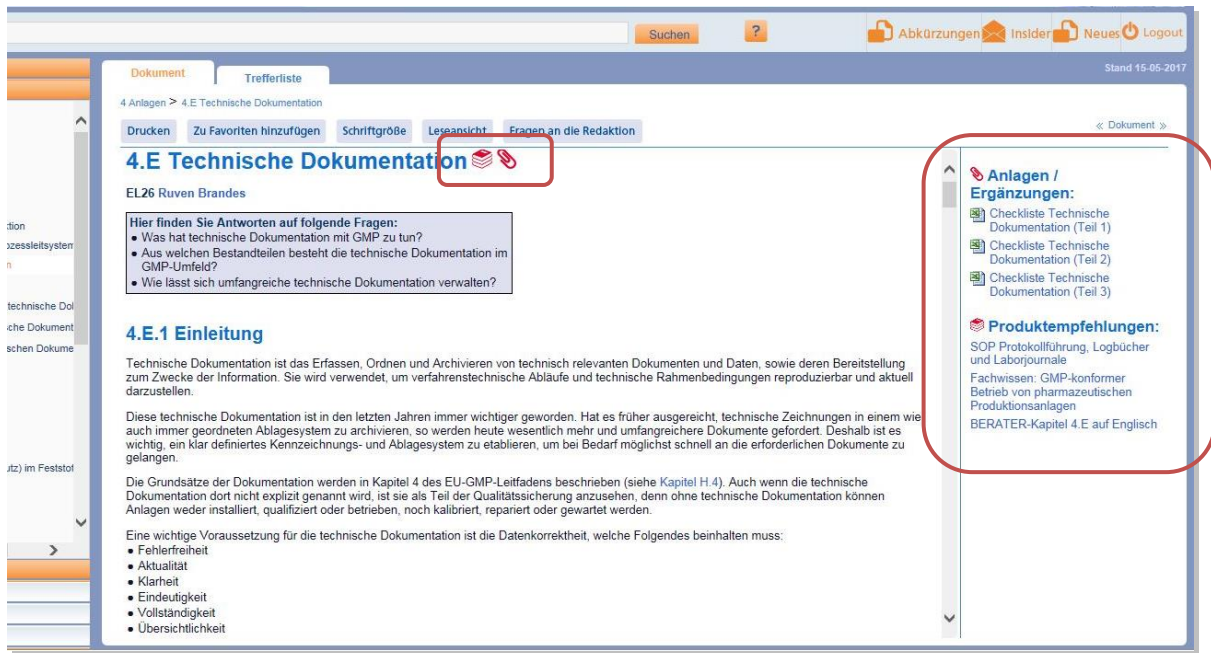 Suchen
?
Abkürzungen
Insider
Neues
Logout
Dokument
Trefferliste
Stand 15-05-2017
4 Anlagen > 4.E Technische Dokumentation
Drucken
Zu Favoriten hinzufügen
Schriftgröße
Leseansicht
Fragen an die Redaktion
« Dokument »
4.E Technische Dokumentation
EL26 Ruven Brandes
Hier finden Sie Antworten auf folgende Fragen:
• Was hat technische Dokumentation mit GMP zu tun?
• Aus welchen Bestandteilen besteht die technische Dokumentation im
GMP-Umfeld?
• Wie lässt sich umfangreiche technische Dokumentation verwalten?
4.E.1 Einleitung
Technische Dokumentation ist das Erfassen, Ordnen und Archivieren von technisch relevanten Dokumenten und Daten, sowie deren Bereitstellung
zum Zwecke der Information. Sie wird verwendet, um verfahrenstechnische Abläufe und technische Rahmenbedingungen reproduzierbar und aktuell
darzustellen.
Diese technische Dokumentation ist in den letzten Jahren immer wichtiger geworden. Hat es früher ausgereicht, technische Zeichnungen in einem wie
auch immer geordneten Ablagesystem zu archivieren, so werden heute wesentlich mehr und umfangreichere Dokumente gefordert. Deshalb ist es
wichtig, ein klar definiertes Kennzeichnungs- und Ablagesystem zu etablieren, um bei Bedarf möglichst schnell an die erforderlichen Dokumente zu
gelangen.
Die Grundsätze der Dokumentation werden in Kapitel 4 des EU-GMP-Leitfadens beschrieben (siehe Kapitel H.4). Auch wenn die technische
Dokumentation dort nicht explizit genannt wird, ist sie als Teil der Qualitätssicherung anzusehen, denn ohne technische Dokumentation können
Anlagen weder installiert, qualifiziert oder betrieben, noch kalibriert, repariert oder gewartet werden.
Eine wichtige Voraussetzung für die technische Dokumentation ist die Datenkorrektheit, welche Folgendes beinhalten muss:
• Fehlerfreiheit
• Aktualität
• Klarheit
• Eindeutigkeit
• Vollständigkeit
• Übersichtlichkeit
Anlagen /
Ergänzungen:
Checkliste Technische
Dokumentation (Teil 1)
Checkliste Technische
Dokumentation (Teil 2)
Checkliste Technische
Dokumentation (Teil 3)
Produktempfehlungen:
SOP Protokollführung, Logbücher
und Laborjournale
Fachwissen: GMP-konformer
Betrieb von pharmazeutischen
Produktionsanlagen
BERATER-Kapitel 4.E auf Englisch
tion
ozessleitsystem
n
technische Dol
sche Dokument
schen Dokume
utz) im Feststof